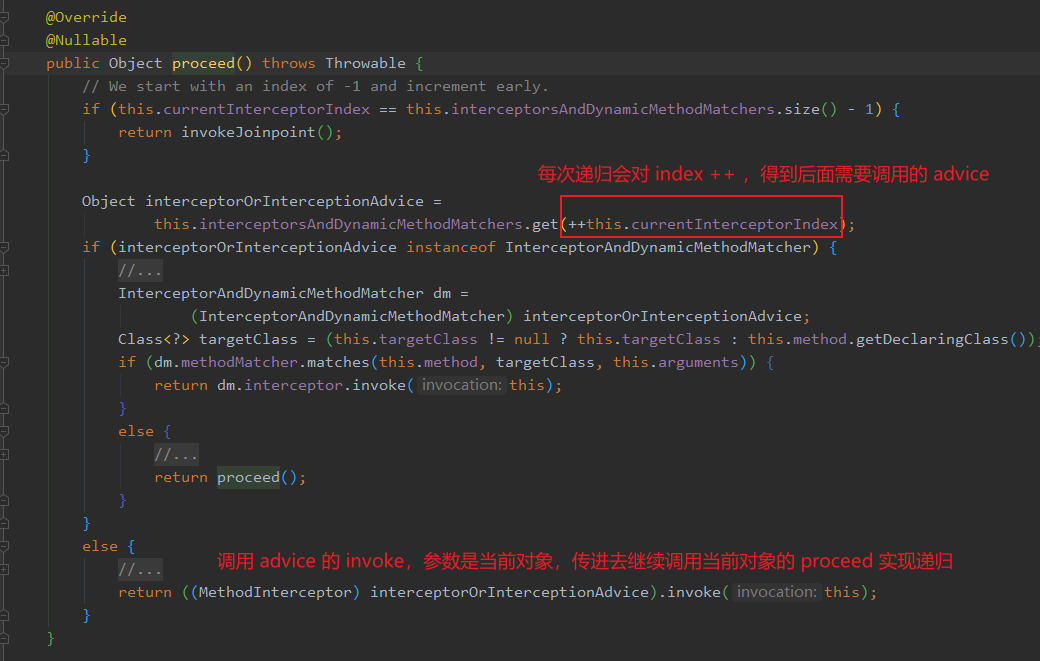 @Override
@Nullable
public Object proceed() throws Throwable {
// We start with an index of -1 and increment early.
if (this.currentInterceptorIndex == this.interceptorsAndDynamicMethodMatchers.size() - 1) {
return invokeJoinpoint();
}
每次递归会对 index ++ ，得到后面需要调用的 advice
Object interceptorOrInterceptionAdvice =
this.interceptorsAndDynamicMethodMatchers.get(++this.currentInterceptorIndex);
if (interceptorOrInterceptionAdvice instanceof InterceptorAndDynamicMethodMatcher) {
//...
InterceptorAndDynamicMethodMatcher dm =
(InterceptorAndDynamicMethodMatcher) interceptorOrInterceptionAdvice;
Class<?> targetClass = (this.targetClass != null ? this.targetClass : this.method.getDeclaringClass());
if (dm.methodMatcher.matches(this.method, targetClass, this.arguments)) {
return dm.interceptor.invoke( invocation: this);
}
else {
//...
return proceed();
}
}
else {
调用 advice 的 invoke，参数是当前对象，传进去继续调用当前对象的 proceed 实现递归
//...
return ((MethodInterceptor) interceptorOrInterceptionAdvice).invoke( invocation: this);
}
}